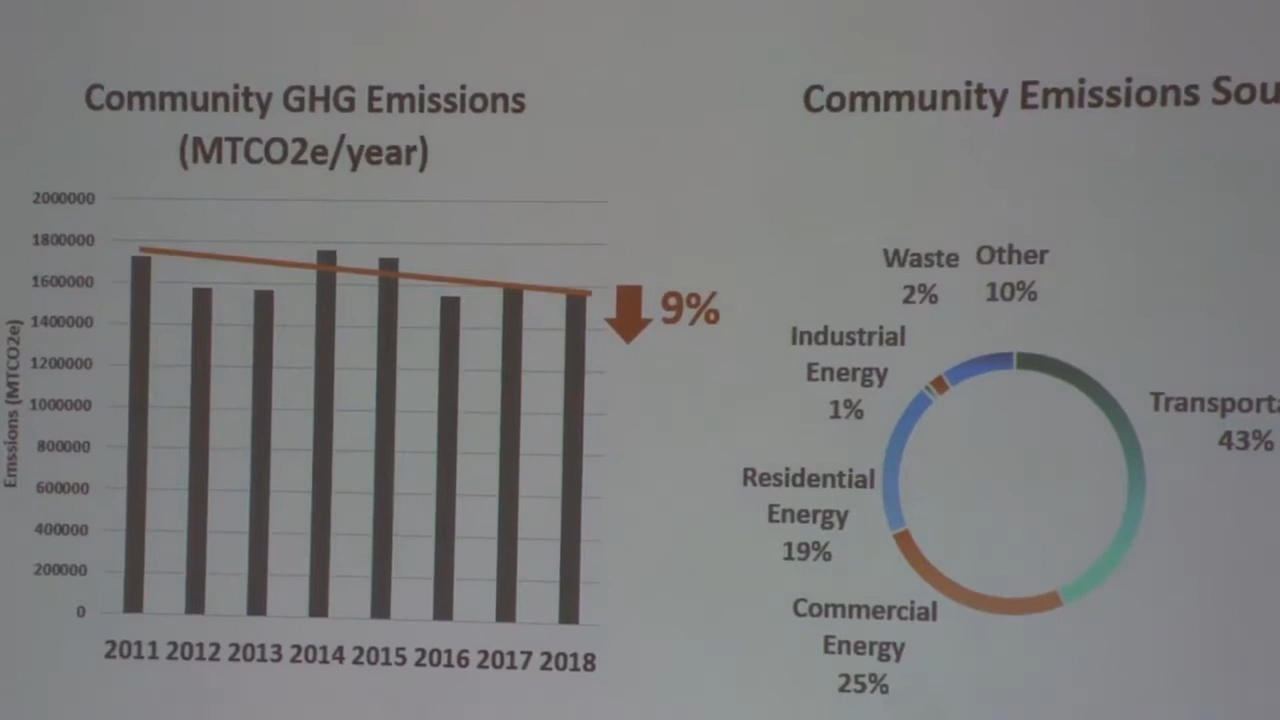 Community GHG Emissions
(MTCO2e/year)
2000000
1800000
1600000
1400000
1200000
1000000
800000
600000
400000
200000
0
Emssions (MTCO2e)
2011 2012 2013 2014 2015 2016 2017 2018
9%
Community Emissions Sou
Waste
2%
Other
10%
Industrial
Energy
1%
Transporta
43%
Residential
Energy
19%
Commercial
Energy
25%